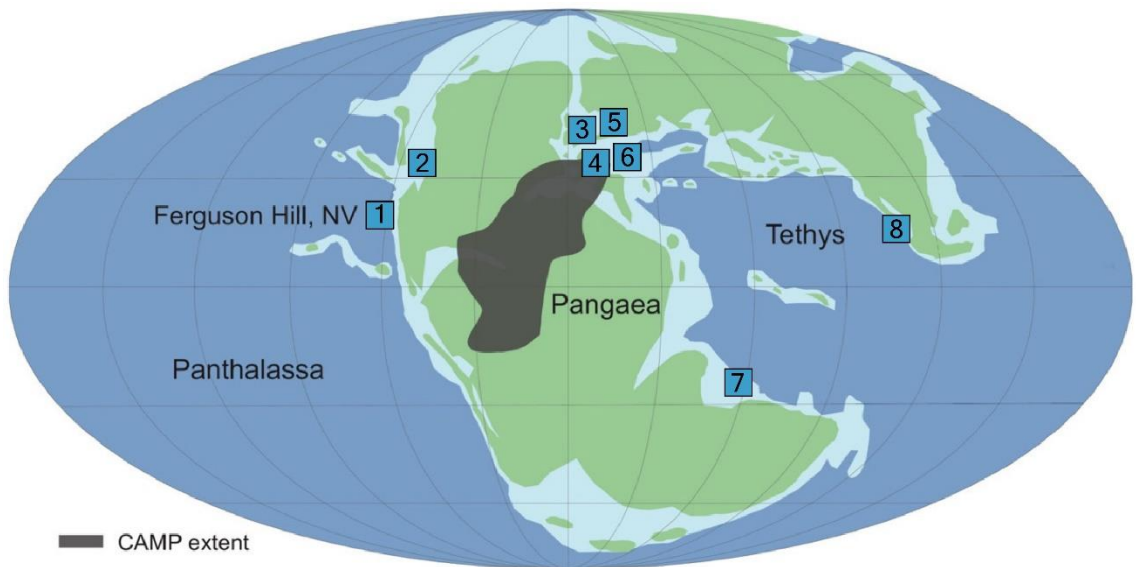 3
5
2
4
6
Ferguson Hill, NV
1
Tethys
8
Pangaea
Panthalassa
7
CAMP extent